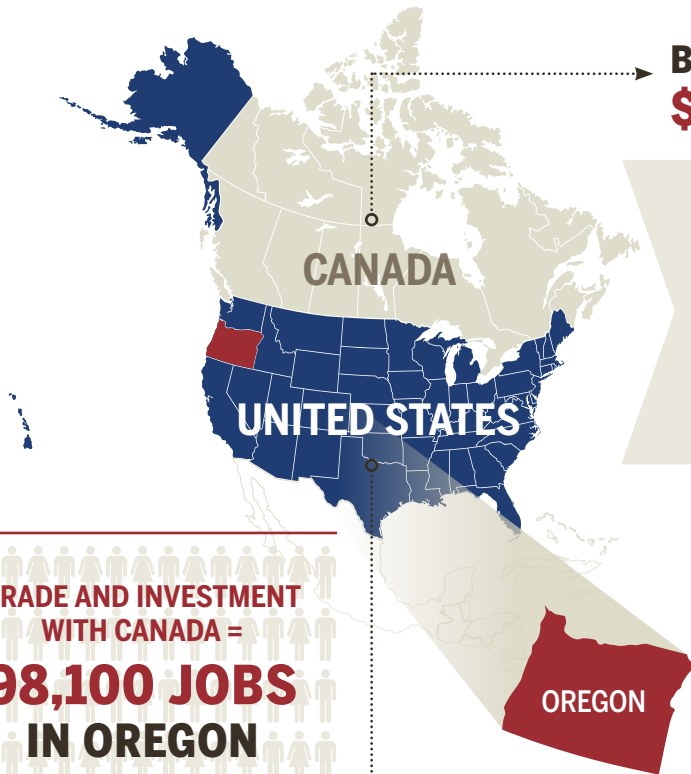 B
$
CANADA
UNITED STATES
RADE AND INVESTMENT
WITH CANADA =
98,100 JOBS
IN OREGON
OREGON